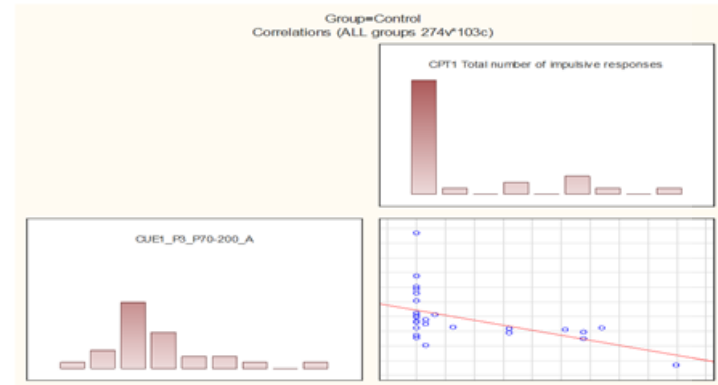 Group=Control
Correlations (ALL groups 274v*103c)
CPT1 Total number of impulsive responses
CUE1_P3_P70-200_A